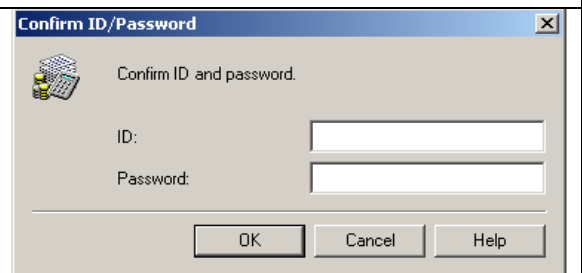 Confirm ID/Password
Confirm ID and password.
ID:
Password:
OK Cancel Help